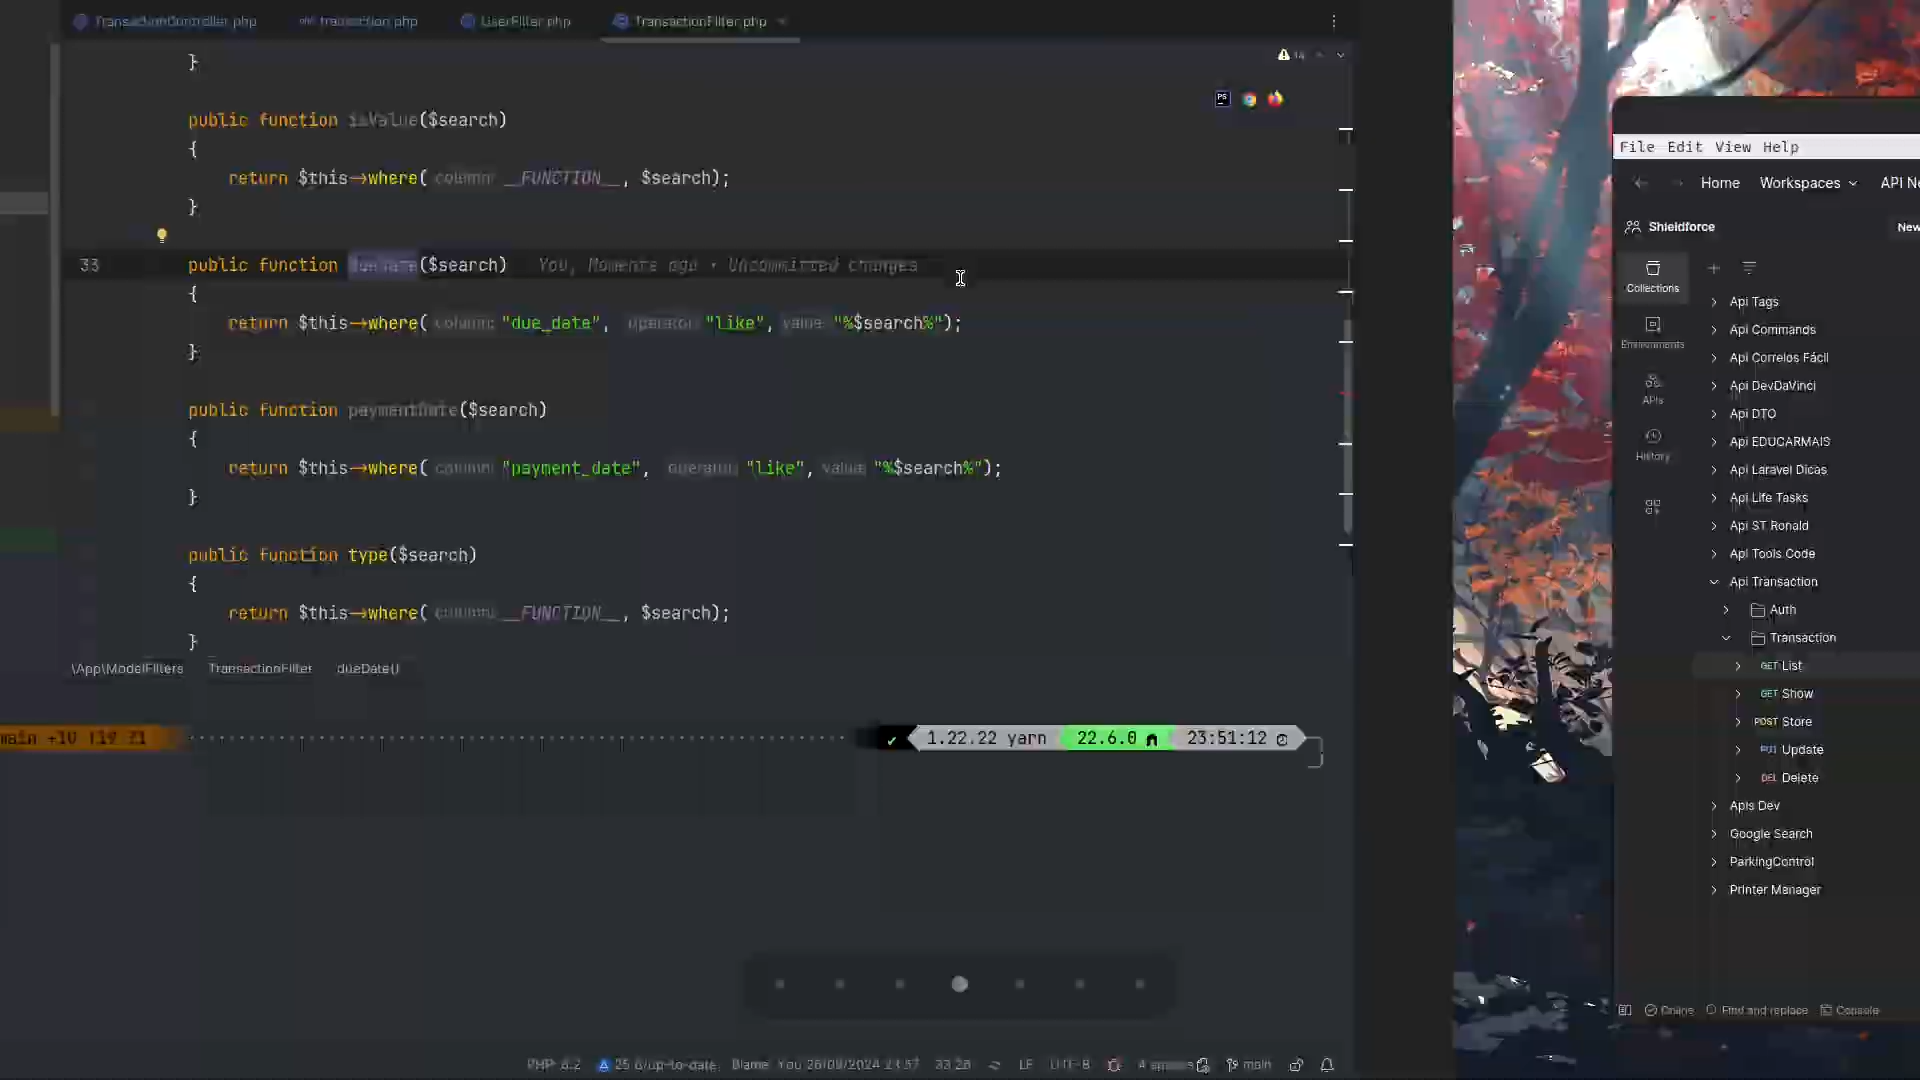 TransactionController.php transaction.php UserFilter.php TransactionFilter.php ×
14
}
public function isValue($search)
{
return $this→where( column: __FUNCTION__, $search);
}
33 public function dueDate($search) You, Moments ago • Uncommitted changes
{
return $this→where( column: "due_date", operator: "like", value: "%$search%");
}
public function paymentDate($search)
{
return $this→where( column: "payment_date", operator: "like", value: "%$search%");
}
public function type($search)
{
return $this→where( column: __FUNCTION__, $search);
}
\App\ModelFilters TransactionFilter dueDate()
main +10 !19 ?1
✔ 1.22.22 yarn 22.6.0 23:51:12
PHP: 8.2 Blame: You 26/09/2024 23:57 33:26 LF UTF-8 4 spaces main
File Edit View Help
Home Workspaces API Ne
Shieldforce New
Collections
Environments
APIs
History
Api Tags
Api Commands
Api Correios Fácil
Api DevDaVinci
Api DTO
Api EDUCARMAIS
Api Laravel Dicas
Api Life Tasks
Api ST Ronald
Api Tools Code
Api Transaction
Auth
Transaction
GET List
GET Show
POST Store
PUT Update
DEL Delete
Apis Dev
Google Search
ParkingControl
Printer Manager
Online Find and replace Console